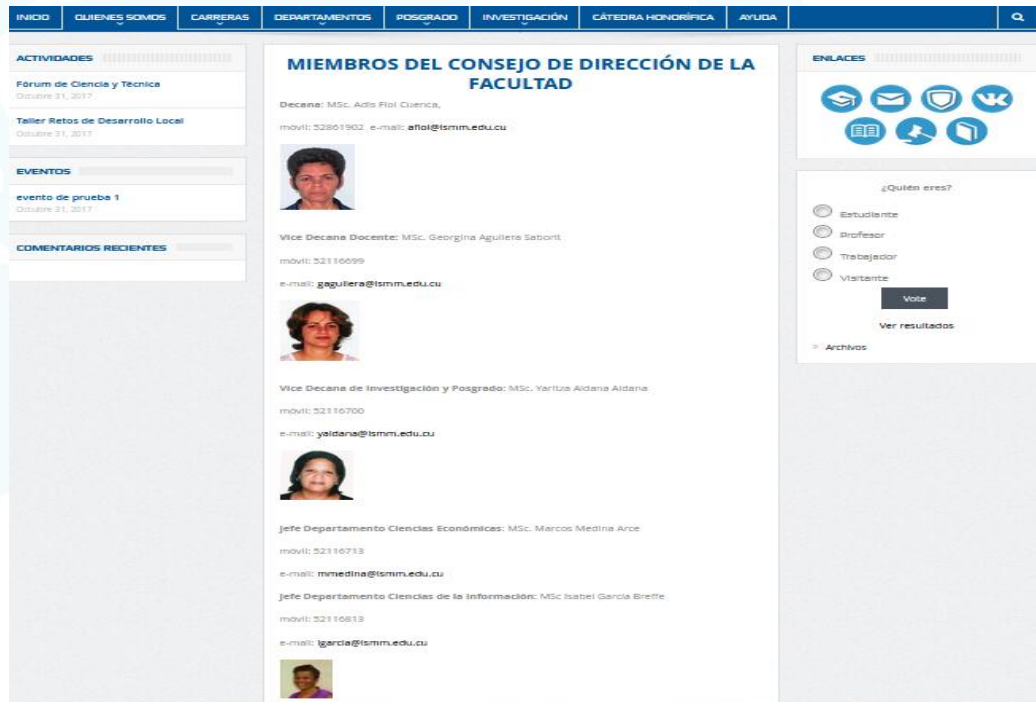 INICIO QUIENES SOMOS CARRERAS DEPARTAMENTOS POSGRADO INVESTIGACIÓN CÁTEDRA HONORÍFICA AYUDA
ACTIVIDADES
Fórum de Ciencia y Técnica
Octubre 31, 2017
Taller Retos de Desarrollo Local
Octubre 31, 2017
EVENTOS
evento de prueba 1
Octubre 31, 2017
COMENTARIOS RECIENTES
MIEMBROS DEL CONSEJO DE DIRECCIÓN DE LA
FACULTAD
Decana: MSc. Adis Fiol Cuenca,
móvil: 52861902 e-mail: afiol@ismm.edu.cu
Vice Decana Docente: MSc. Georgina Aguilera Saborit
móvil: 52116699
e-mail: gaguilera@ismm.edu.cu
Vice Decana de Investigación y Posgrado: MSc. Yaritza Aldana Aldana
móvil: 52116700
e-mail: yaldana@ismm.edu.cu
Jefe Departamento Ciencias Económicas: MSc. Marcos Medina Arce
móvil: 52116713
e-mail: mmedina@ismm.edu.cu
Jefe Departamento Ciencias de la Información: MSc Isabel García Breffe
móvil: 52116813
e-mail: igarcia@ismm.edu.cu
ENLACES
¿Quién eres?
Estudiante
Profesor
Trabajador
Visitante
Vote
Ver resultados
Archivos